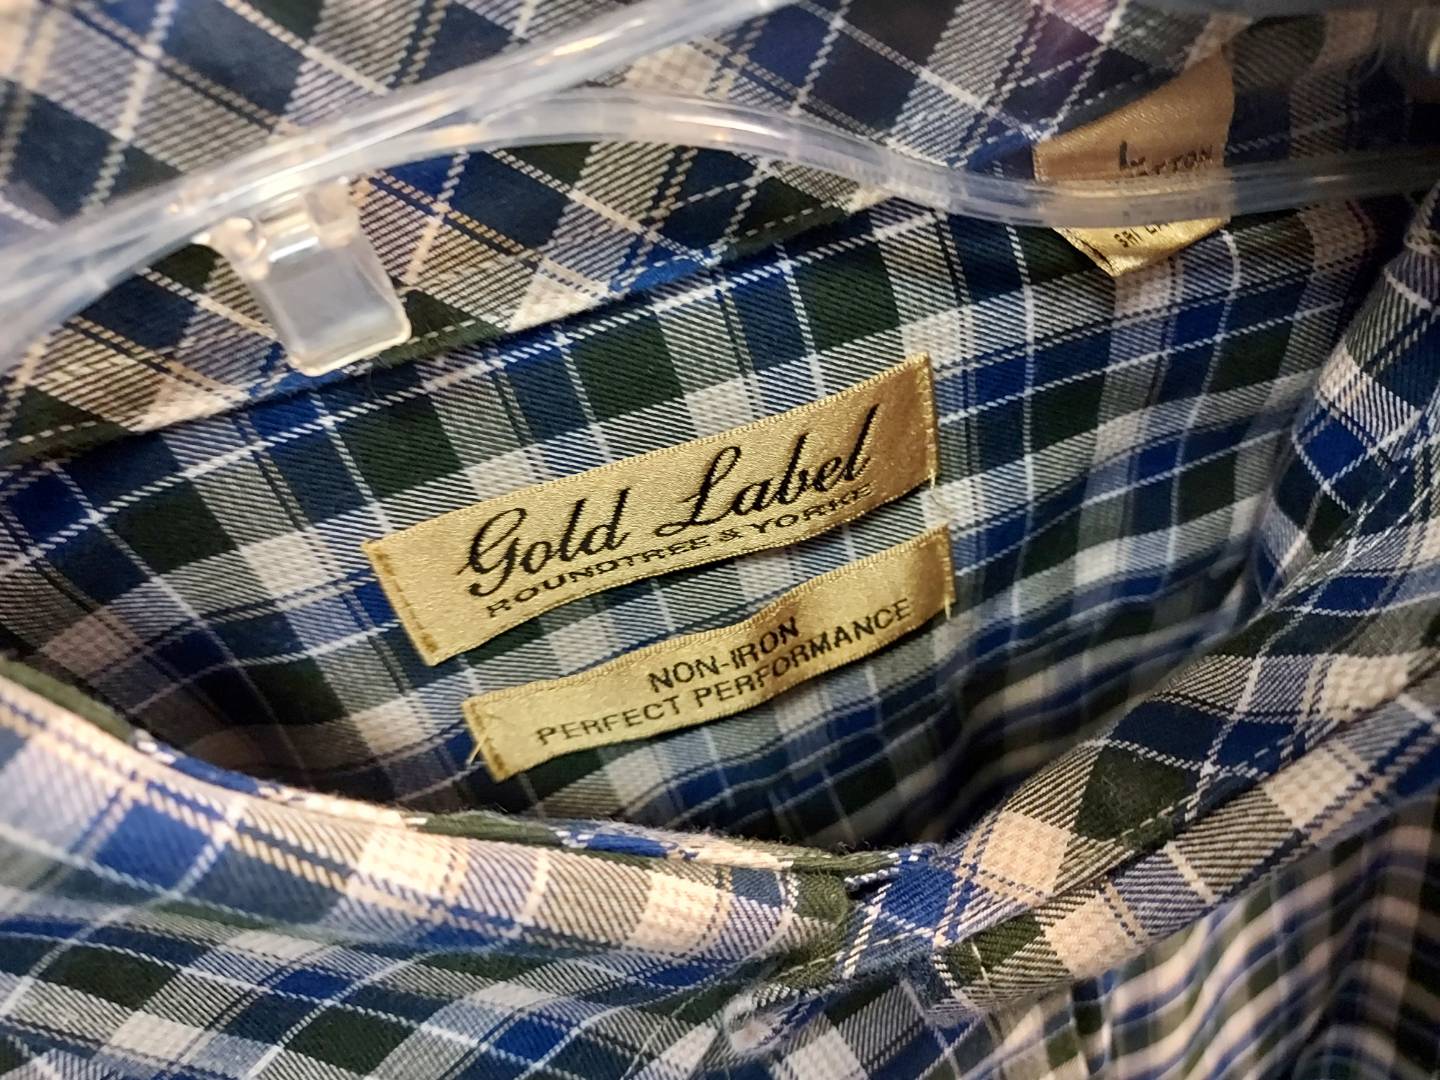 Gold Label
ROUNDTREE & YORKE
NON-IRON
PERFECT PERFORMANCE